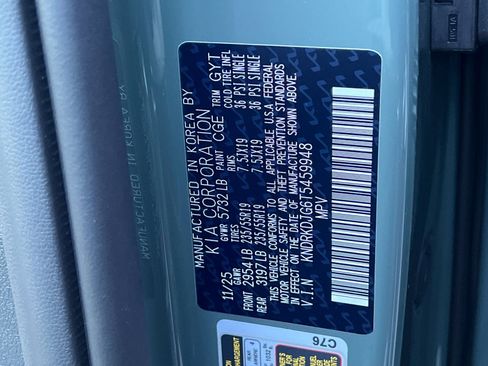 MANUFACTURED IN KOREA BY
KIA CORPORATION
11/25 GVWR 5732 LB PAINT CGE TRIM GYT
GAWR TIRES RIMS COLD TIRE INFL
FRONT 2954 LB 235/55R19 7.5JX19 36 PSI SINGLE
REAR 3197 LB 235/55R19 7.5JX19 36 PSI SINGLE
THIS VEHICLE CONFORMS TO ALL APPLICABLE U.S.A FEDERAL
MOTOR VEHICLE SAFETY, BUMPER, AND THEFT PREVENTION STANDARDS
IN EFFECT ON THE DATE OF MANUFACTURE SHOWN ABOVE.
V.I.N KNDRKDJG6T5459948
MPV
C76